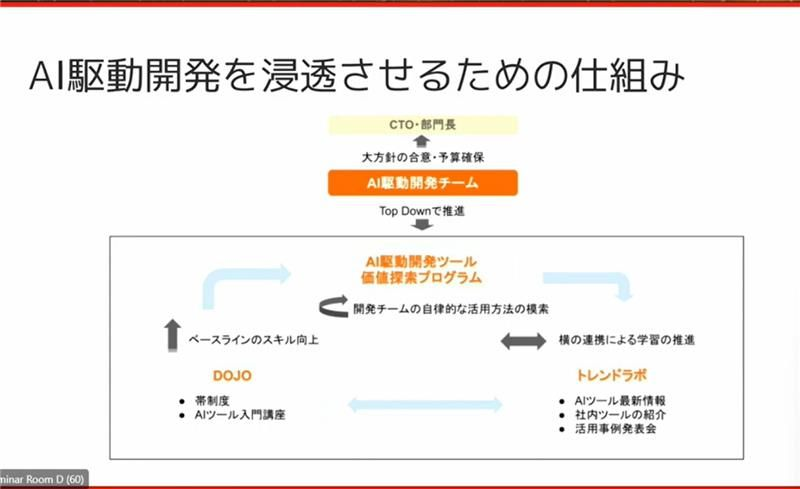 AI駆動開発を浸透させるための仕組み
CTO・部門長
大方針の合意・予算確保
AI駆動開発チーム
Top Downで推進
AI駆動開発ツール
価値探索プログラム
開発チームの自律的な活用方法の模索
ベースラインのスキル向上
横の連携による学習の推進
DOJO
● 帯制度
● AIツール入門講座
トレンドラボ
● AIツール最新情報
● 社内ツールの紹介
● 活用事例発表会
minar Room D (60)